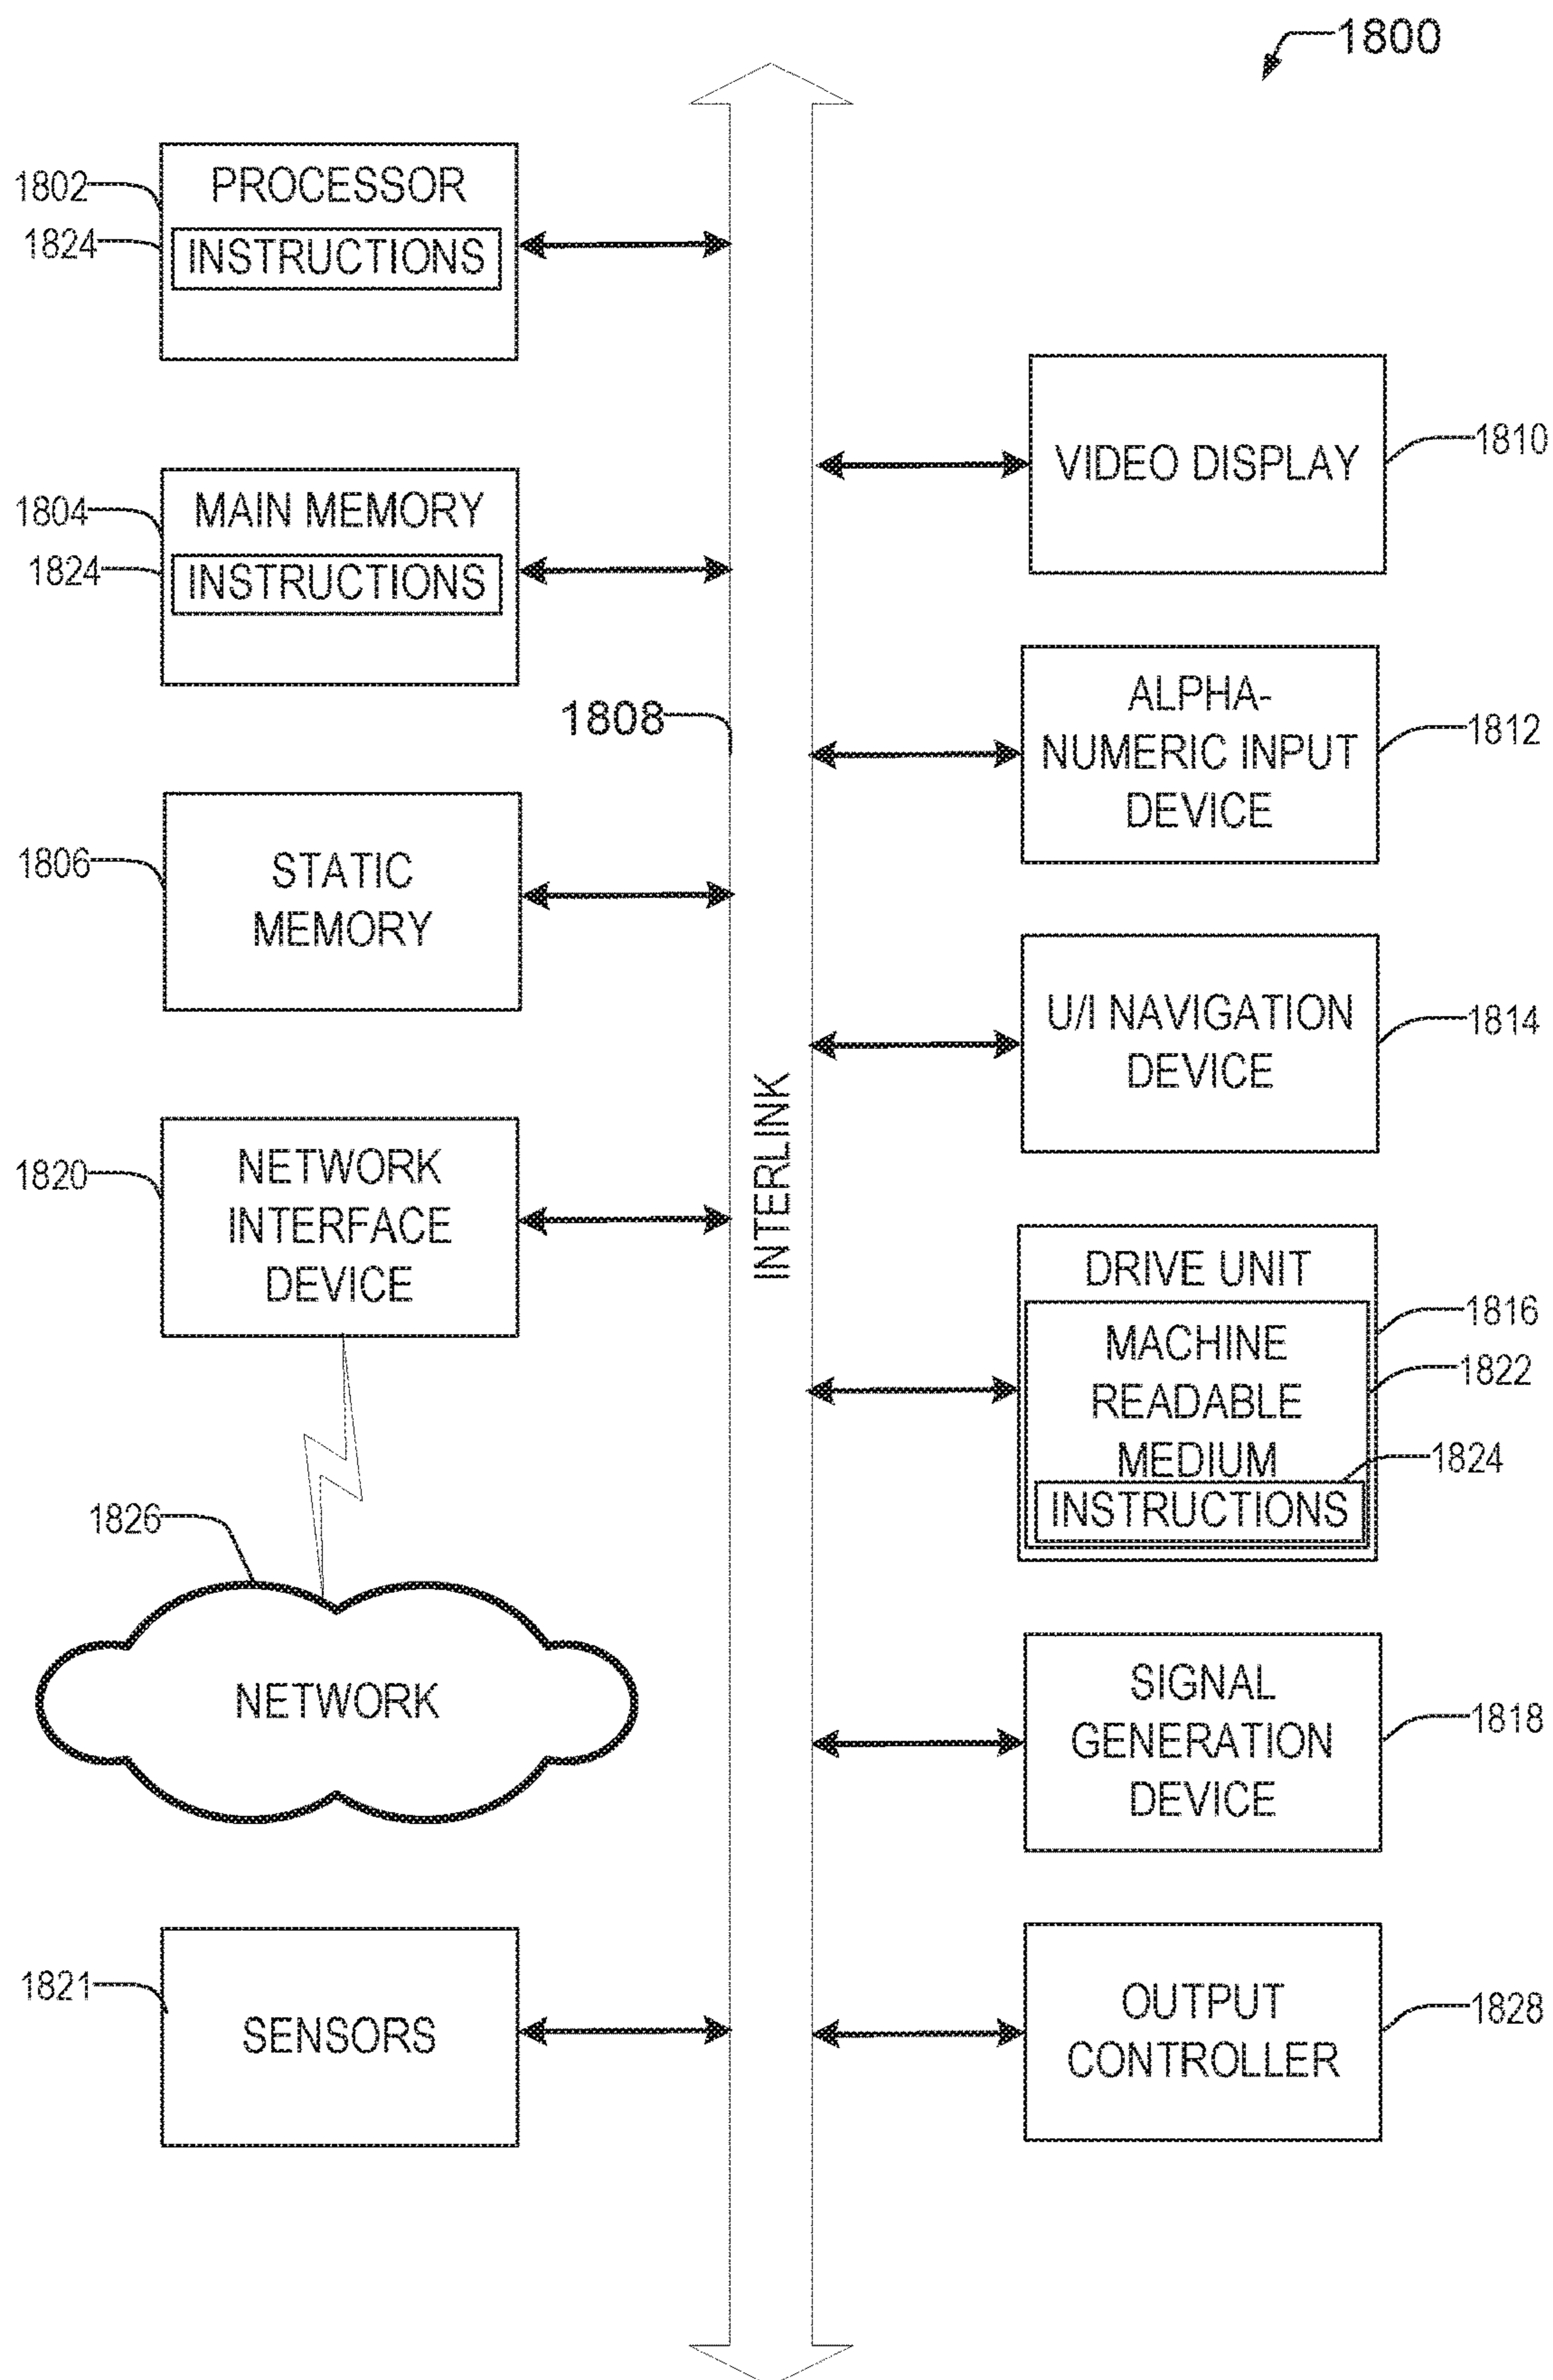 1800
1802
PROCESSOR
1824
INSTRUCTIONS
1804
MAIN MEMORY
1824
INSTRUCTIONS
1808
1806
STATIC
MEMORY
1820
NETWORK
INTERFACE
DEVICE
1826
NETWORK
1821
SENSORS
INTERLINK
VIDEO DISPLAY
1810
ALPHA-
NUMERIC INPUT
DEVICE
1812
U/I NAVIGATION
DEVICE
1814
DRIVE UNIT
1816
MACHINE
READABLE
MEDIUM
1822
1824
INSTRUCTIONS
SIGNAL
GENERATION
DEVICE
1818
OUTPUT
CONTROLLER
1828